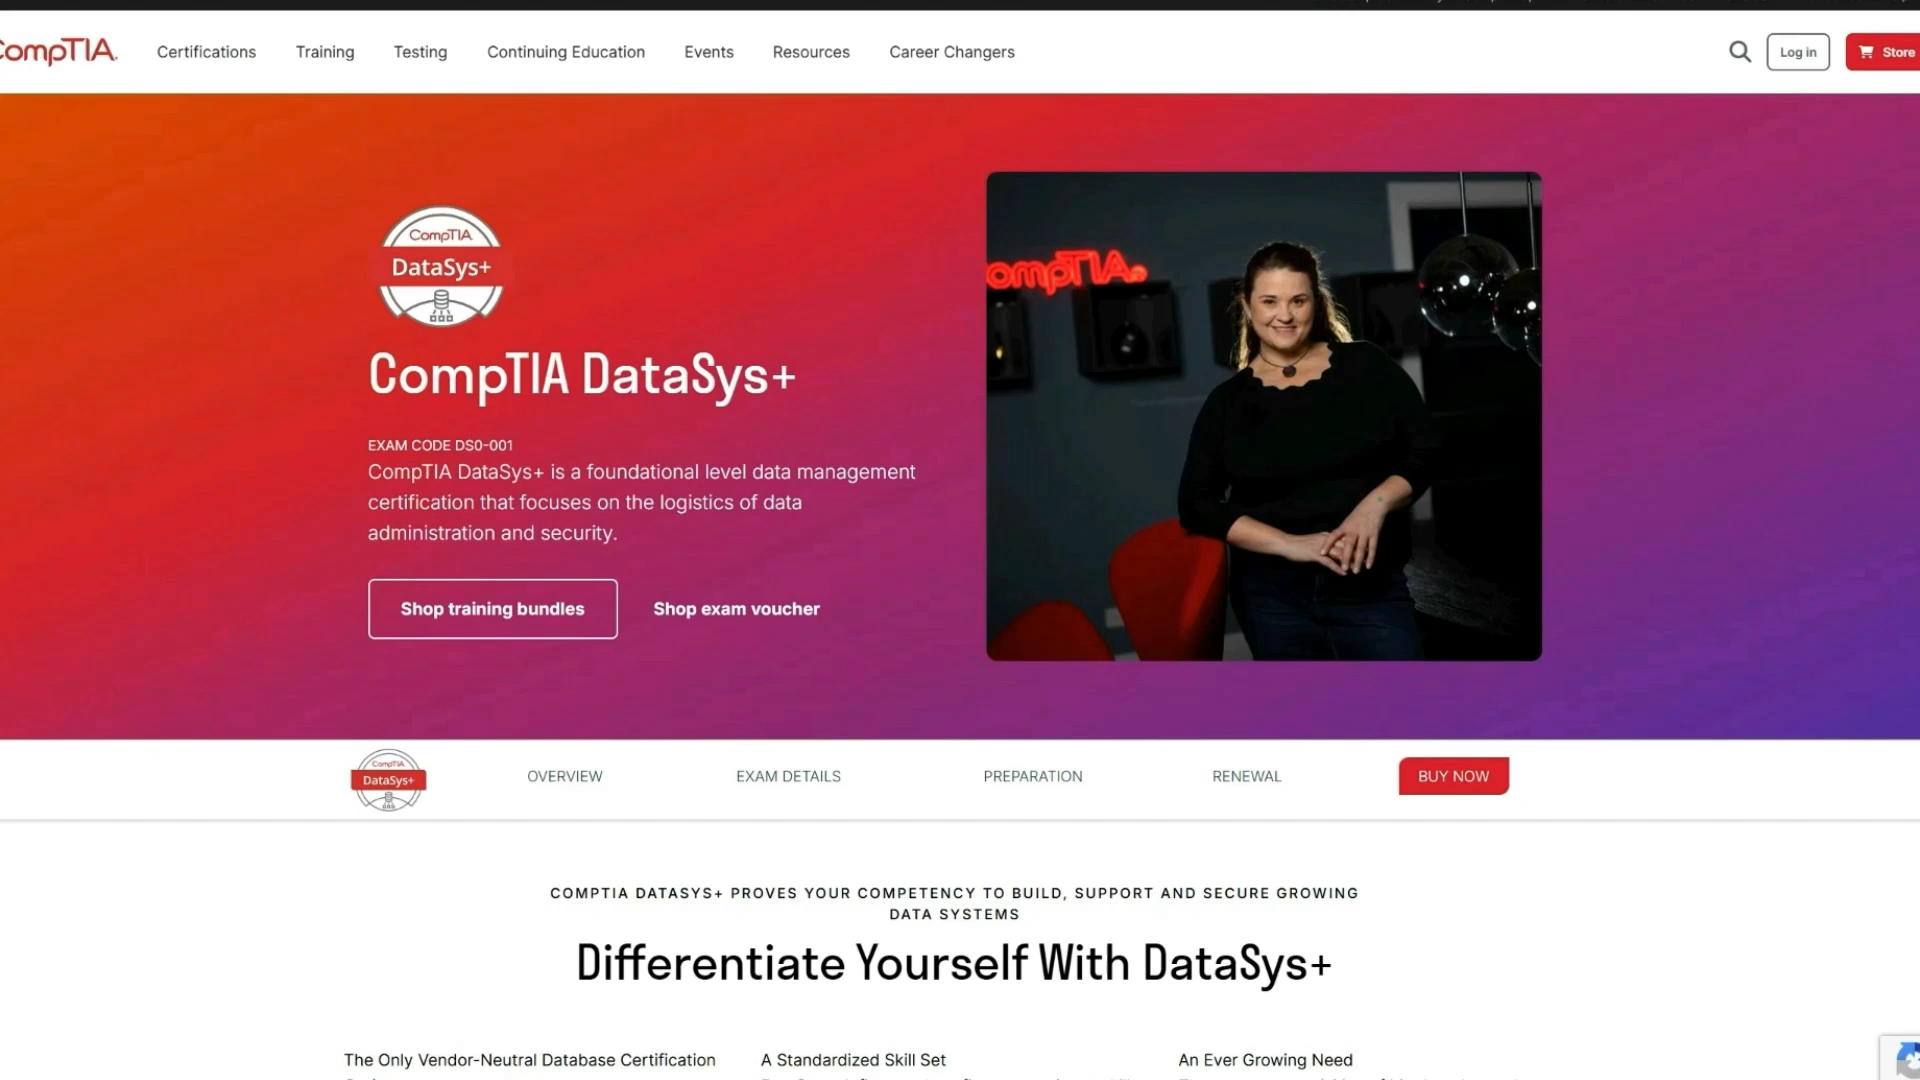 CompTIA.
Certifications
Training
Testing
Continuing Education
Events
Resources
Career Changers
Log in
Store
CompTIA
DataSys+
CompTIA DataSys+
EXAM CODE DS0-001
CompTIA DataSys+ is a foundational level data management
certification that focuses on the logistics of data
administration and security.
Shop training bundles
Shop exam voucher
ompTIA.
CompTIA
DataSys+
OVERVIEW
EXAM DETAILS
PREPARATION
RENEWAL
BUY NOW
COMPTIA DATASYS+ PROVES YOUR COMPETENCY TO BUILD, SUPPORT AND SECURE GROWING
DATA SYSTEMS
Differentiate Yourself With DataSys+
The Only Vendor-Neutral Database Certification
A Standardized Skill Set
An Ever Growing Need